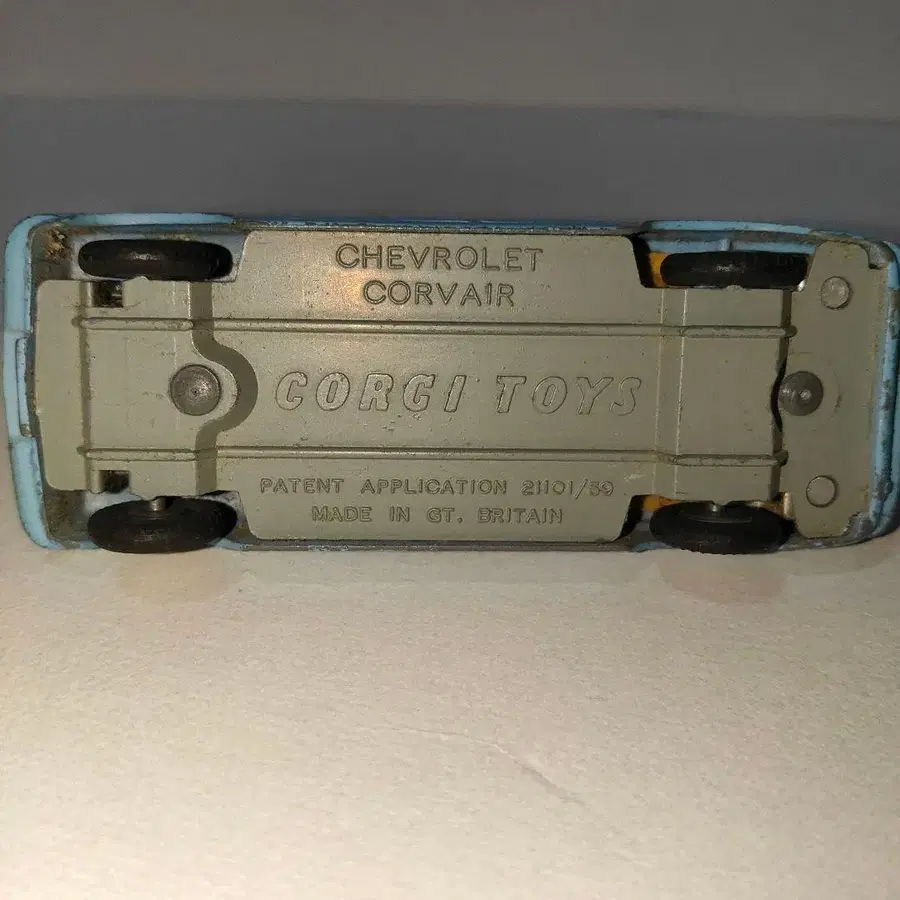 CHEVROLET
CORVAIR
CORGI TOYS
PATENT APPLICATION 21101/59
MADE IN GT. BRITAIN